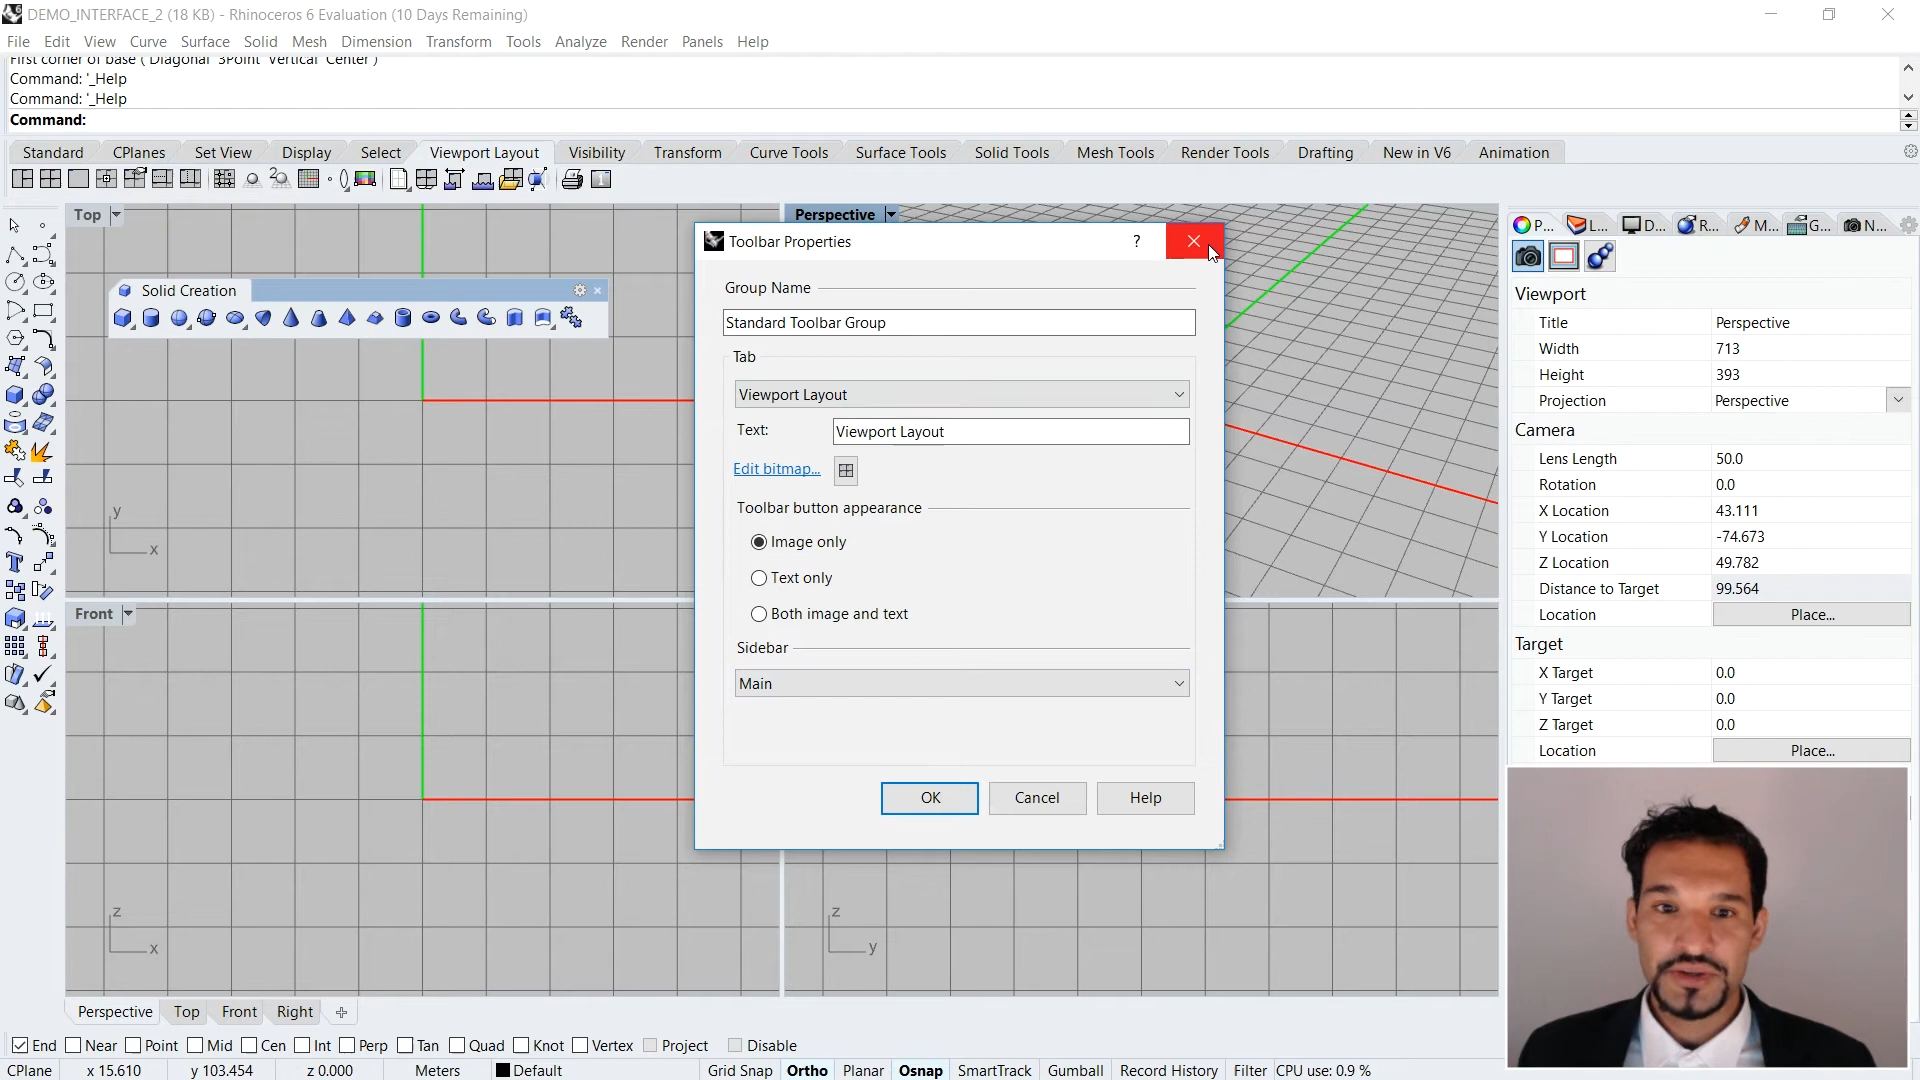 DEMO_INTERFACE_2 (18 KB) - Rhinoceros 6 Evaluation (10 Days Remaining)
File Edit View Curve Surface Solid Mesh Dimension Transform Tools Analyze Render Panels Help
First corner of base ( Diagonal 3Point Vertical Center )
Command: '_Help
Command: '_Help
Command:
Standard CPlanes Set View Display Select Viewport Layout Visibility Transform Curve Tools Surface Tools Solid Tools Mesh Tools Render Tools Drafting New in V6 Animation
Top
Perspective
P... L... D... R... M... G... N...
Solid Creation
Toolbar Properties
?
Group Name
Standard Toolbar Group
Tab
Viewport Layout
Text: Viewport Layout
Edit bitmap...
Toolbar button appearance
Image only
Text only
Both image and text
Sidebar
Main
OK Cancel Help
Viewport
Title Perspective
Width 713
Height 393
Projection Perspective
Camera
Lens Length 50.0
Rotation 0.0
X Location 43.111
Y Location -74.673
Z Location 49.782
Distance to Target 99.564
Location Place...
Target
X Target 0.0
Y Target 0.0
Z Target 0.0
Location Place...
y
x
Front
z
x
z
y
Perspective Top Front Right
End Near Point Mid Cen Int Perp Tan Quad Knot Vertex Project Disable
CPlane x 15.610 y 103.454 z 0.000 Meters Default Grid Snap Ortho Planar Osnap SmartTrack Gumball Record History Filter CPU use: 0.9 %